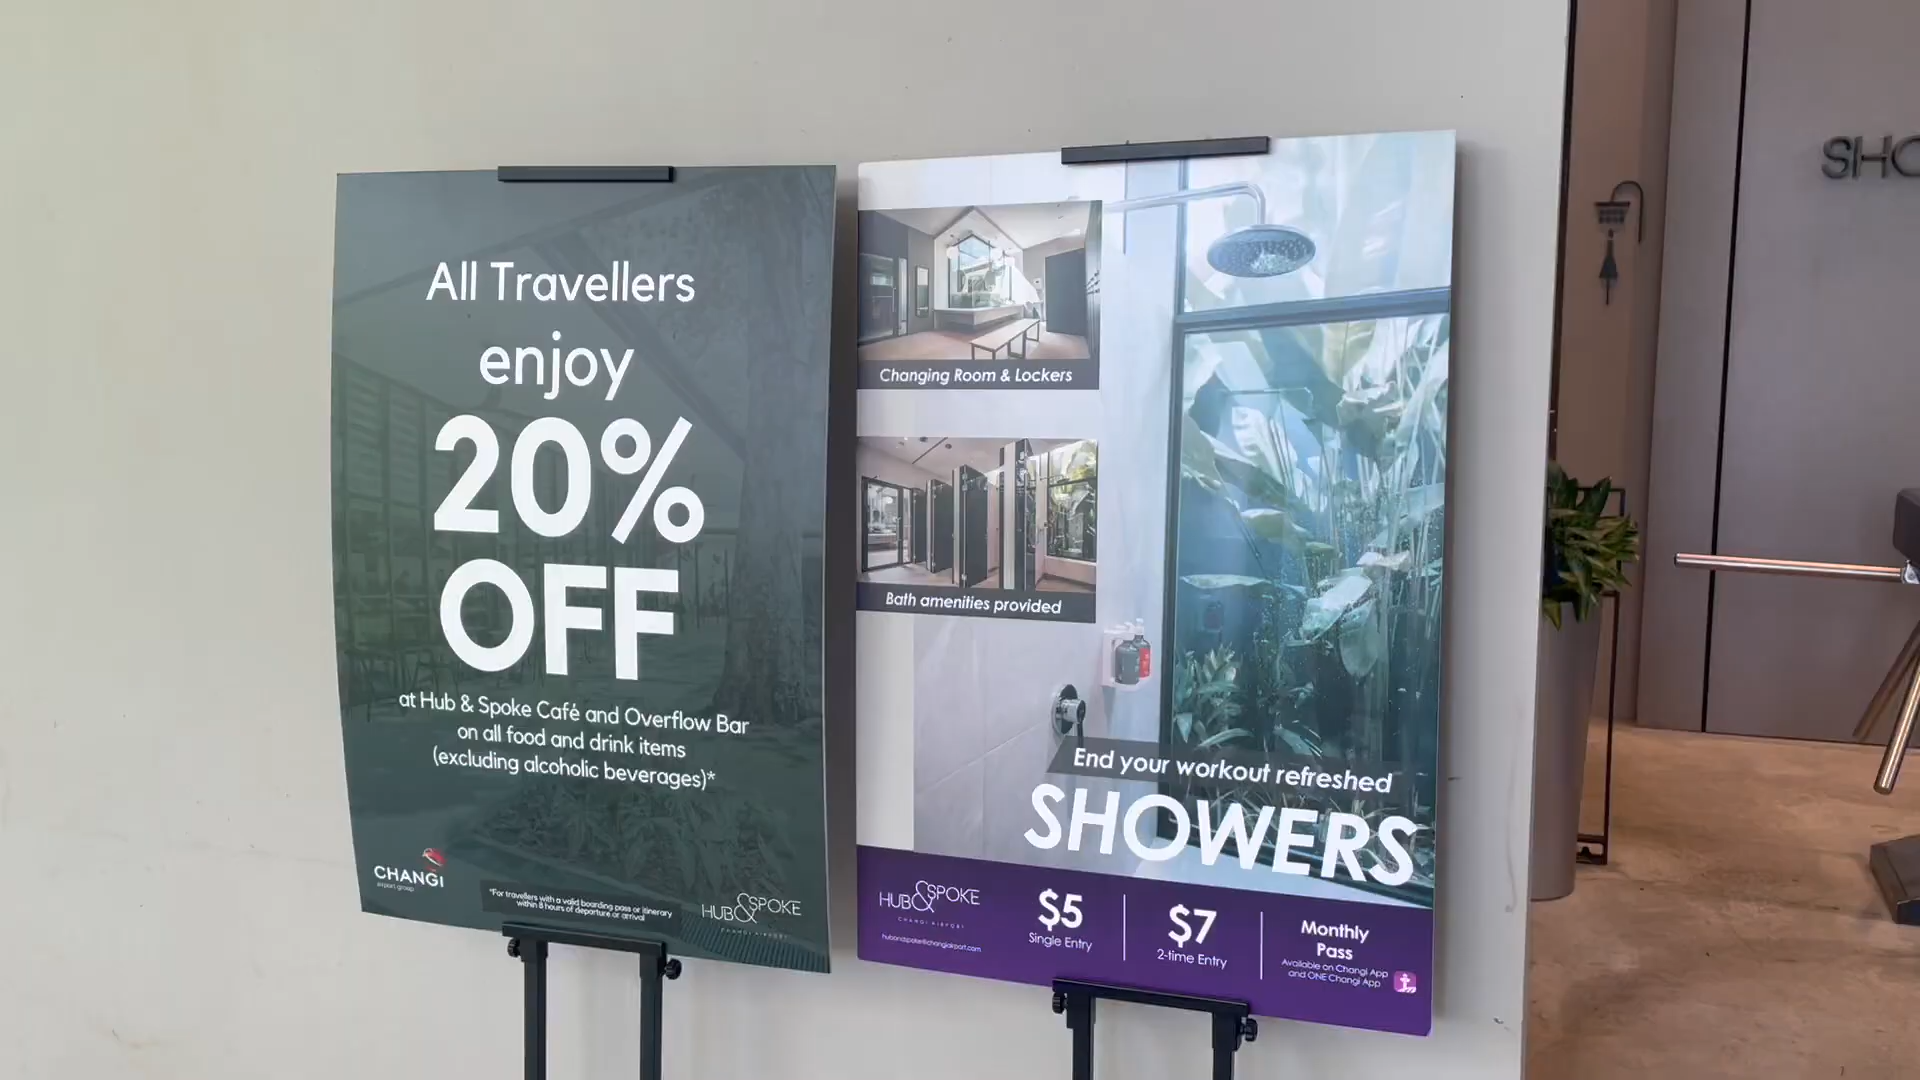 All Travellers
enjoy
20%
OFF
at Hub & Spoke Café and Overflow Bar
on all food and drink items
(excluding alcoholic beverages)*
CHANGI
airport group
*For travellers with a valid boarding pass or itinerary
within 8 hours of departure or arrival
HUB & SPOKE
CHANGI AIRPORT
Changing Room & Lockers
Bath amenities provided
End your workout refreshed
SHOWERS
HUB & SPOKE
CHANGI AIRPORT
hubandspoke@changiairport.com
$5
Single Entry
$7
2-time Entry
Monthly
Pass
Available on Changi App
and ONE Changi App
SHO